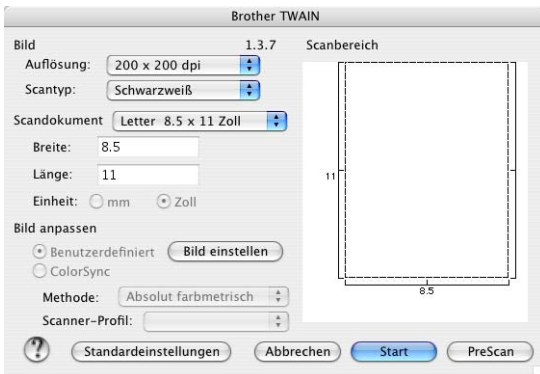 Brother TWAIN
Bild 1.3.7
Auflösung: 200 x 200 dpi
Scantyp: Schwarzweiß
Scandokument Letter 8.5 x 11 Zoll
Breite: 8.5
Länge: 11
Einheit: mm Zoll
Bild anpassen
Benutzerdefiniert Bild einstellen
ColorSync
Methode: Absolut farbmetrisch
Scanner-Profil:
Scanbereich
11
8.5
? Standardeinstellungen Abbrechen Start PreScan